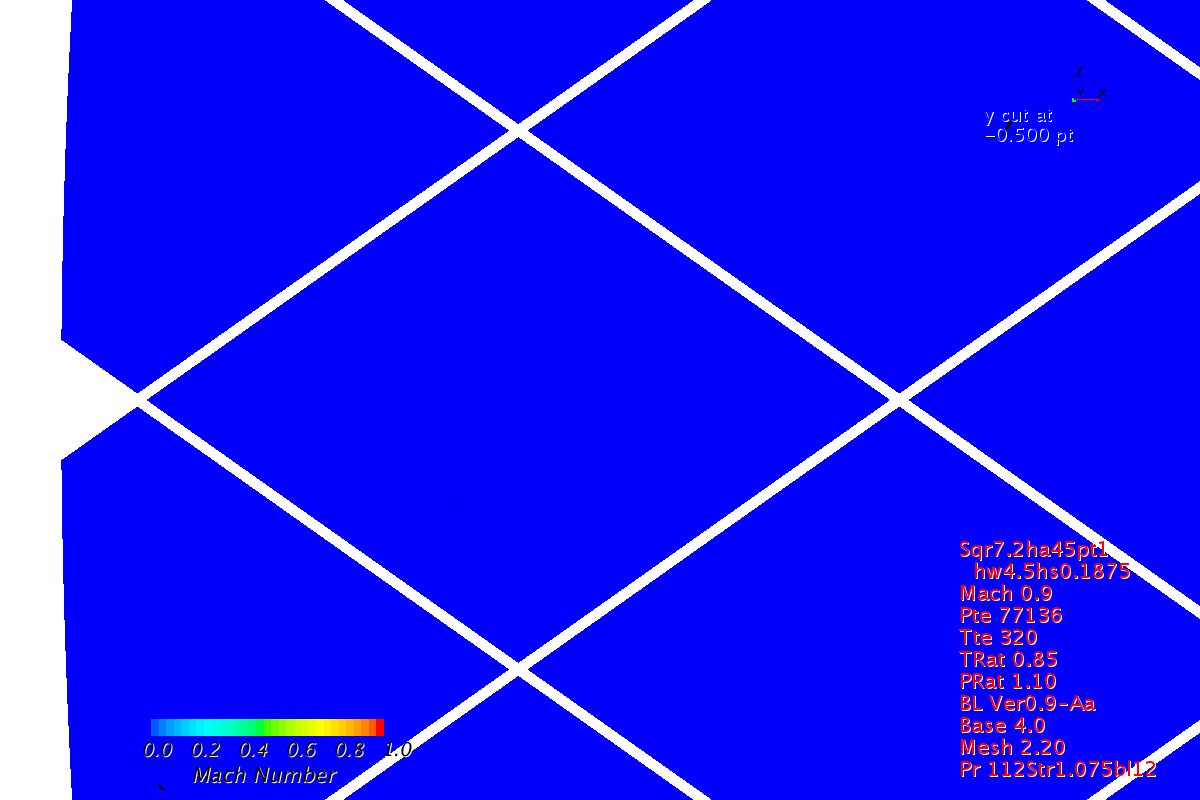 Z
Y X
y cut at
-0.500 pt
Sqr7.2ha45pt1
hw4.5hs0.1875
Mach 0.9
Pte 77136
Tte 320
TRat 0.85
PRat 1.10
BL Ver0.9-Aa
Base 4.0
Mesh 2.20
Pr 112Str1.075bl12
0.0 0.2 0.4 0.6 0.8 1.0
Mach Number